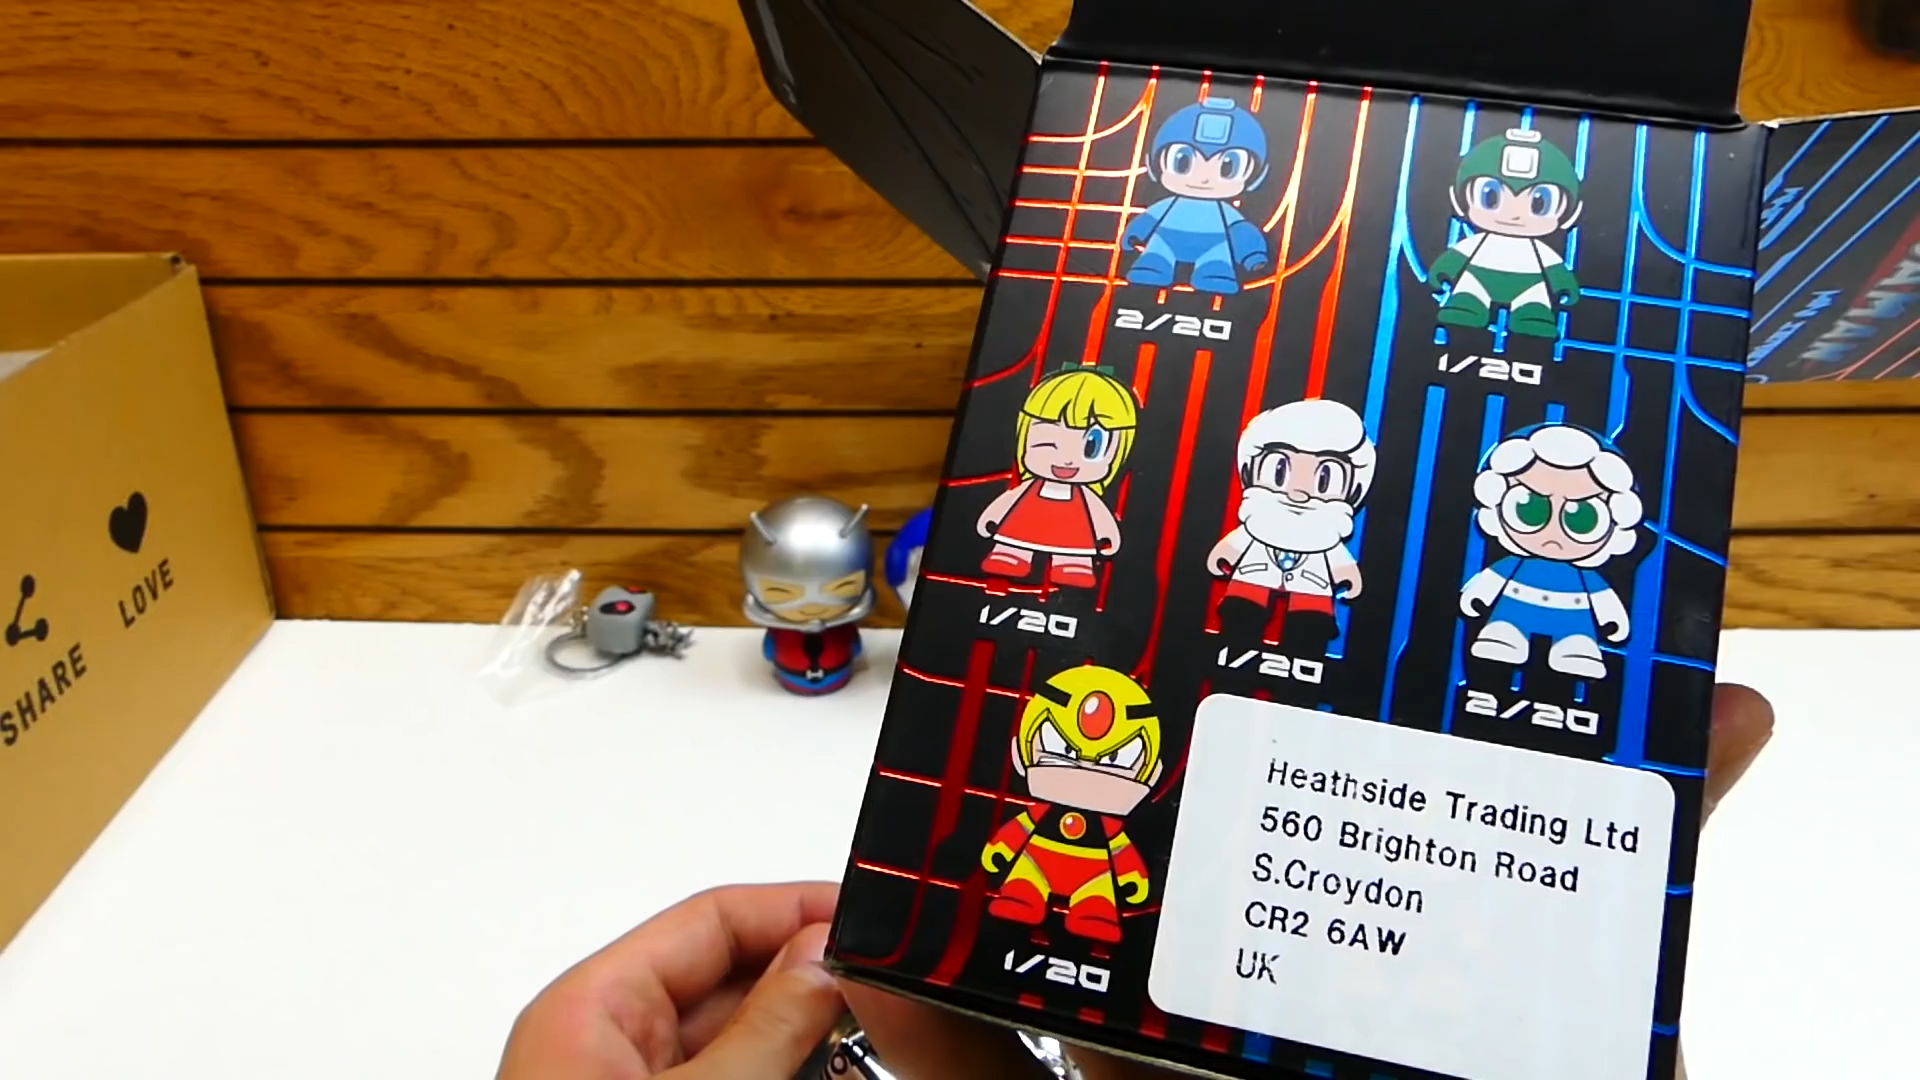 2/20
1/20
1/20
1/20
2/20
1/20
Heathside Trading Ltd
560 Brighton Road
S.Croydon
CR2 6AW
UK
LOVE
SHARE